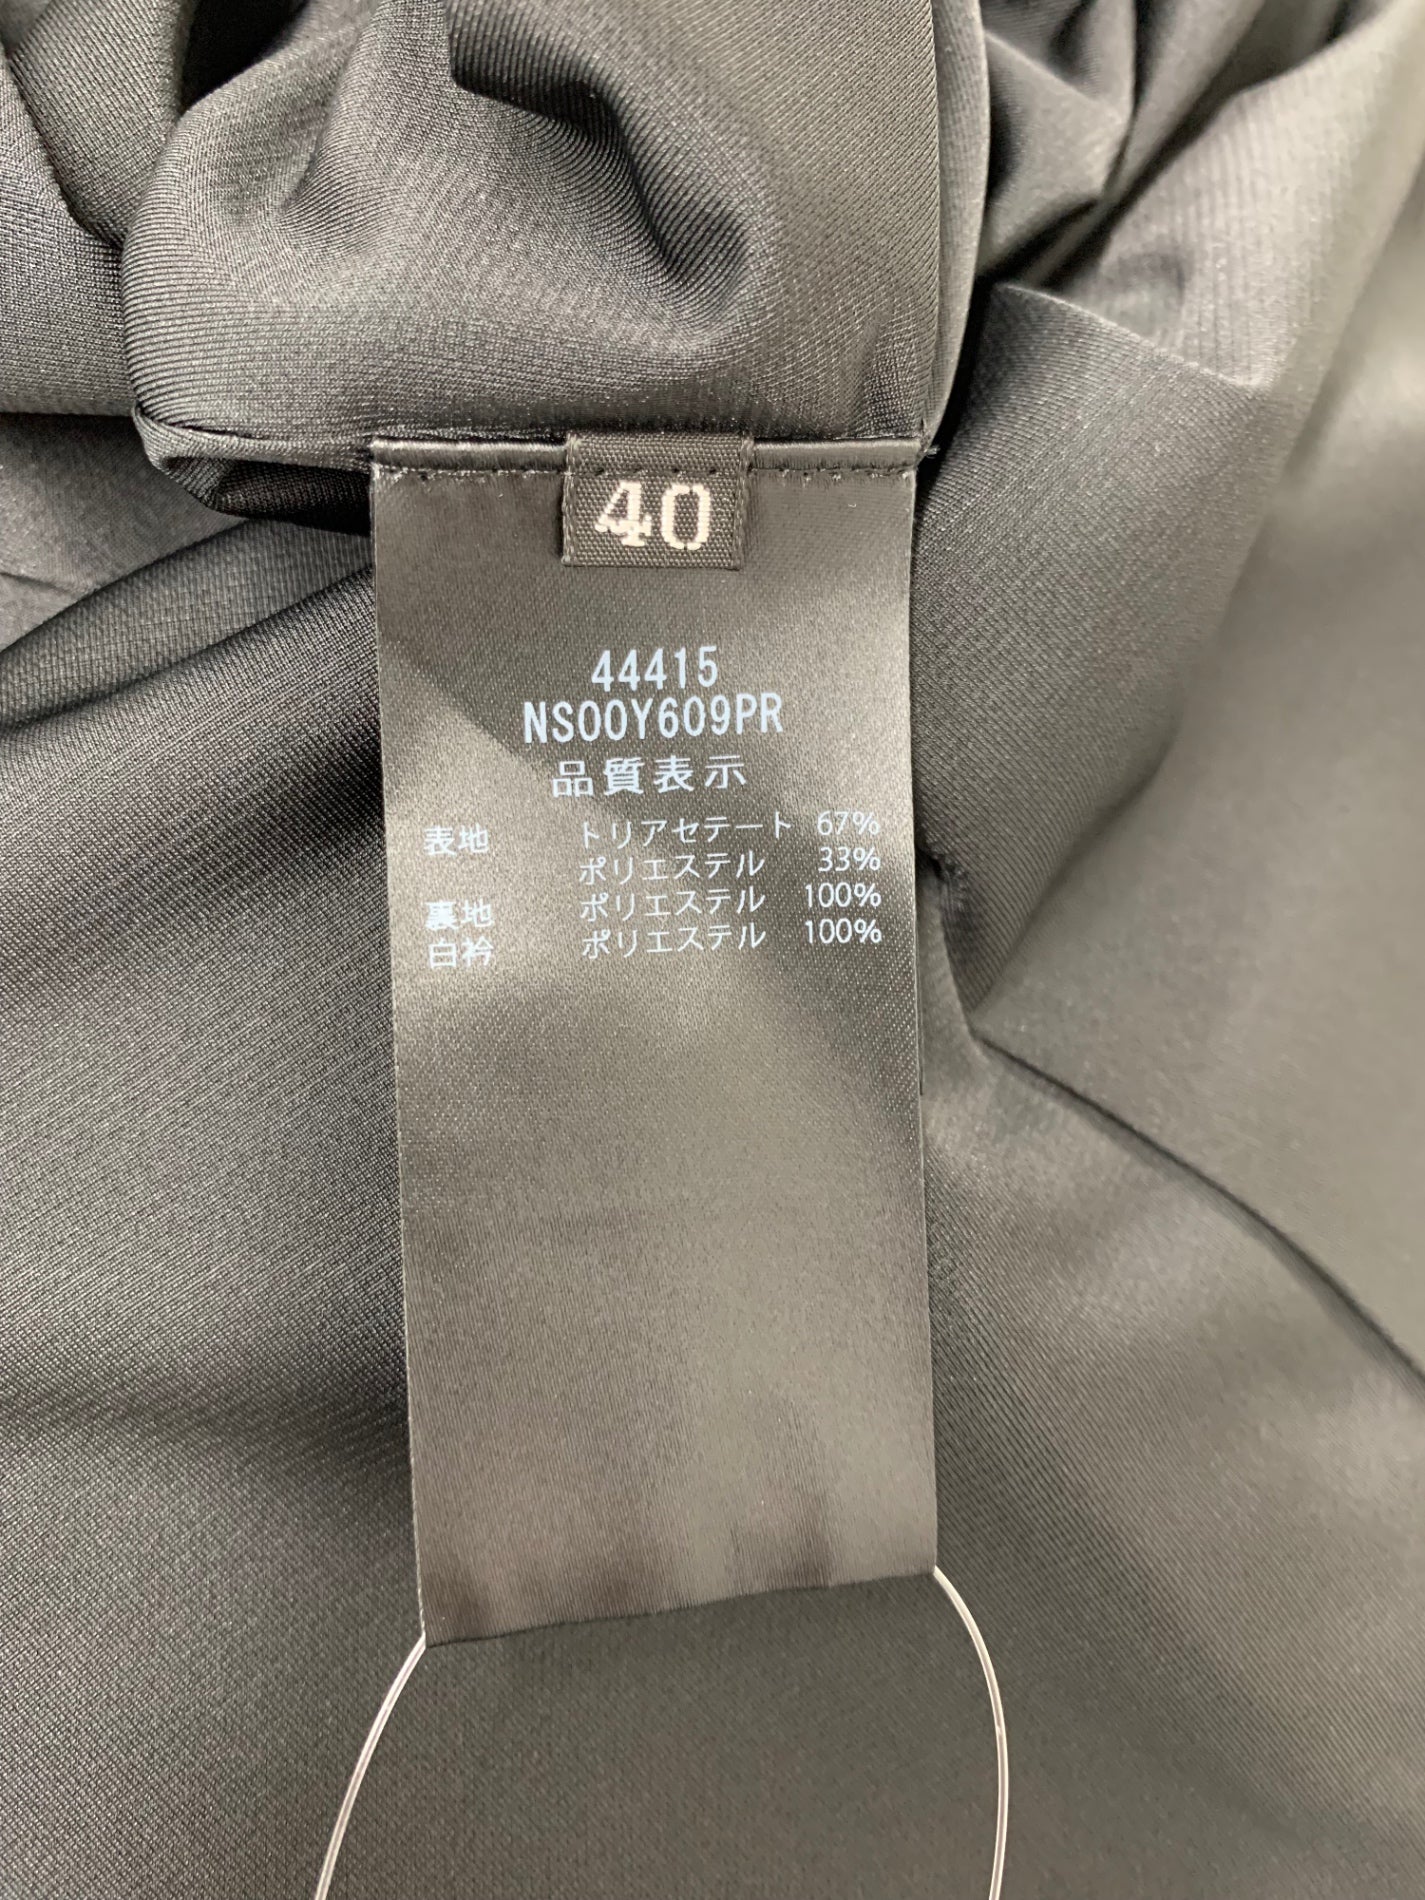 40
44415
NS00Y609PR
品質表示
表地 トリアセテート 67%
ポリエステル 33%
裏地 ポリエステル 100%
白衿 ポリエステル 100%